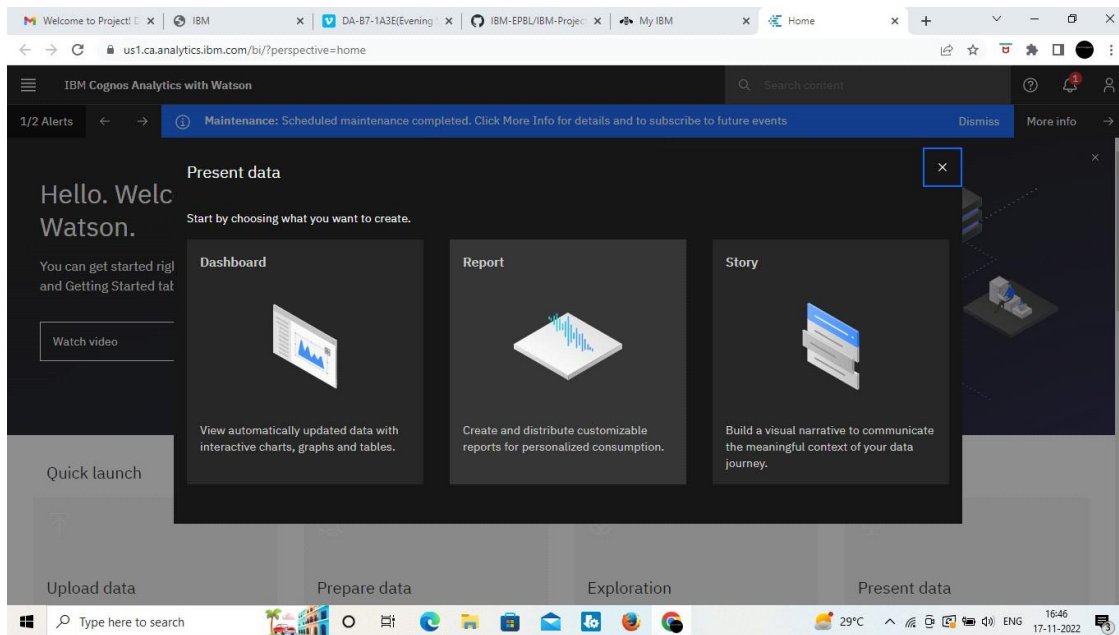 Welcome to Project! D
IBM
DA-B7-1A3E(Evening
IBM-EPBL/IBM-Projec
My IBM
Home
us1.ca.analytics.ibm.com/bi/?perspective=home
IBM Cognos Analytics with Watson
Search content
1
1/2 Alerts
Maintenance: Scheduled maintenance completed. Click More Info for details and to subscribe to future events
Dismiss
More info
Hello. Welc
Watson.
You can get started rig
and Getting Started tab
Watch video
Present data
Start by choosing what you want to create.
Dashboard
View automatically updated data with
interactive charts, graphs and tables.
Report
Create and distribute customizable
reports for personalized consumption.
Story
Build a visual narrative to communicate
the meaningful context of your data
journey.
Quick launch
Upload data
Prepare data
Exploration
Present data
Type here to search
29°C
ENG
16:46
17-11-2022
3